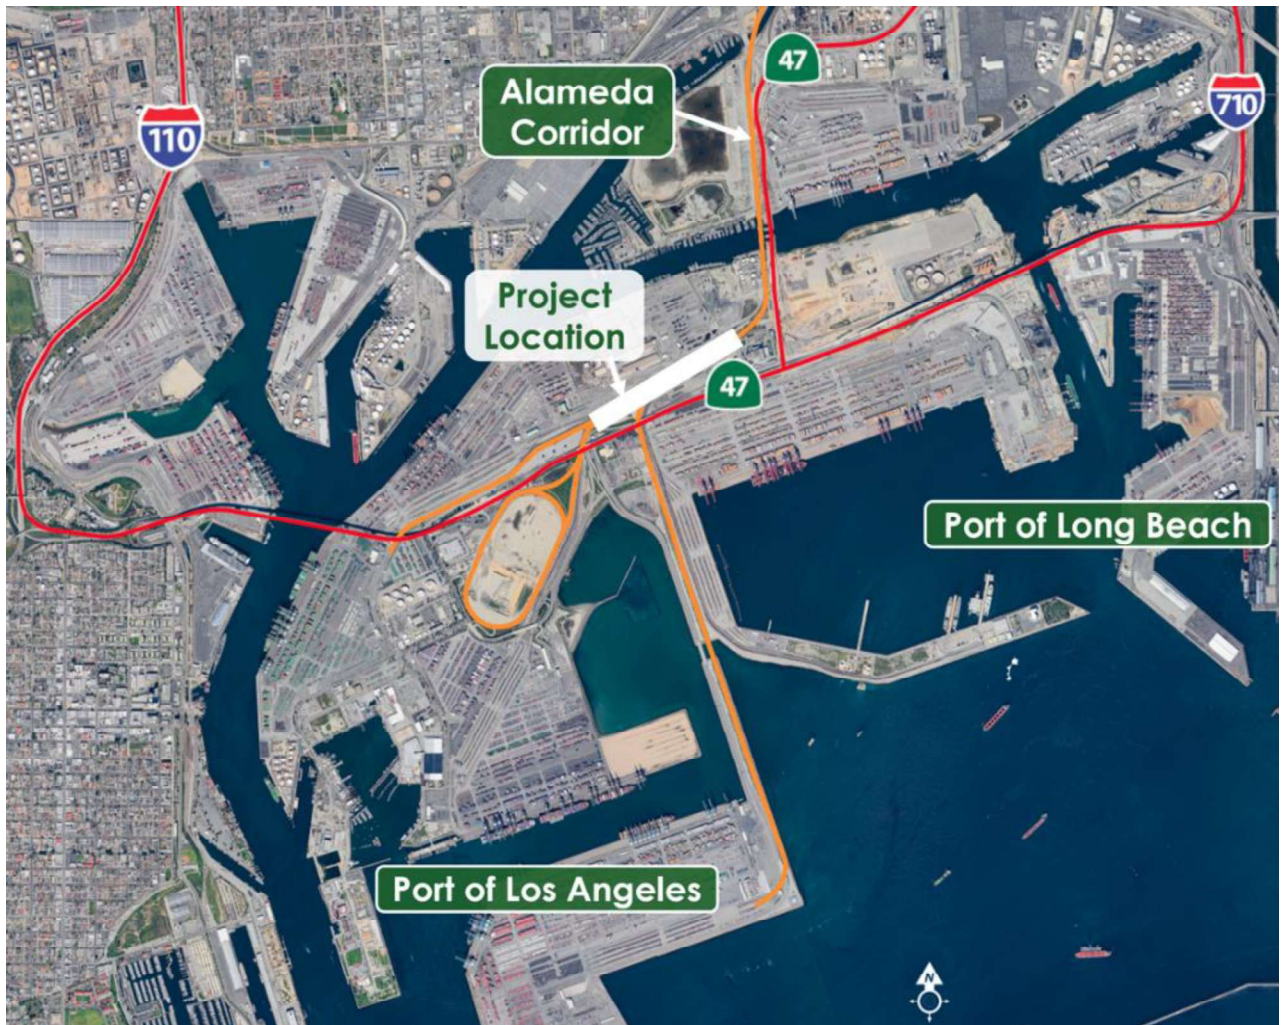 47
Alameda
Corridor
710
110
Project
Location
47
Port of Long Beach
Port of Los Angeles
N